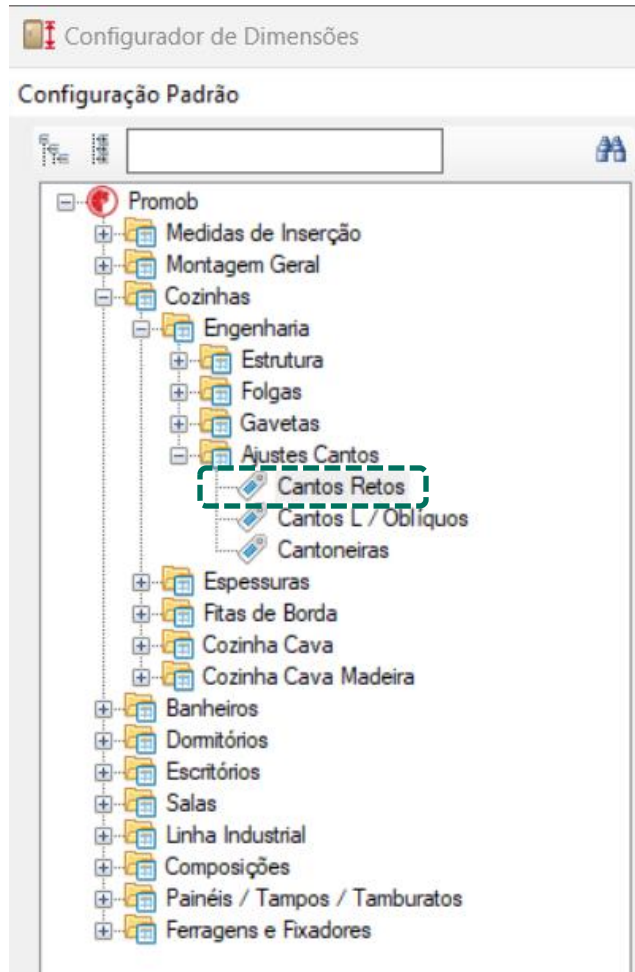 Configurador de Dimensões
Configuração Padrão
Promob
Medidas de Inserção
Montagem Geral
Cozinhas
Engenharia
Estrutura
Folgas
Gavetas
Ajustes Cantos
Cantos Retos
Cantos L / Oblíquos
Cantoneiras
Espessuras
Fitas de Borda
Cozinha Cava
Cozinha Cava Madeira
Banheiros
Dormitórios
Escritórios
Salas
Linha Industrial
Composições
Painéis / Tampos / Tamburatos
Ferragens e Fixadores